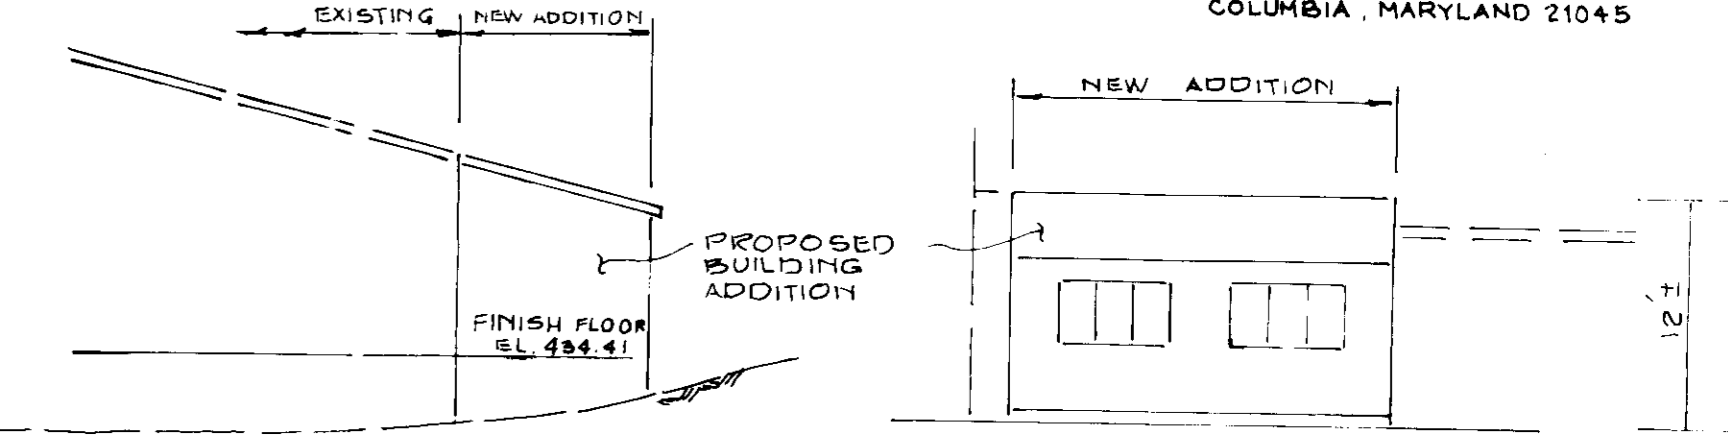 COLUMBIA, MARYLAND 21045
EXISTING
NEW ADDITION
NEW ADDITION
PROPOSED
BUILDING
ADDITION
FINISH FLOOR
EL. 434.41
12'±